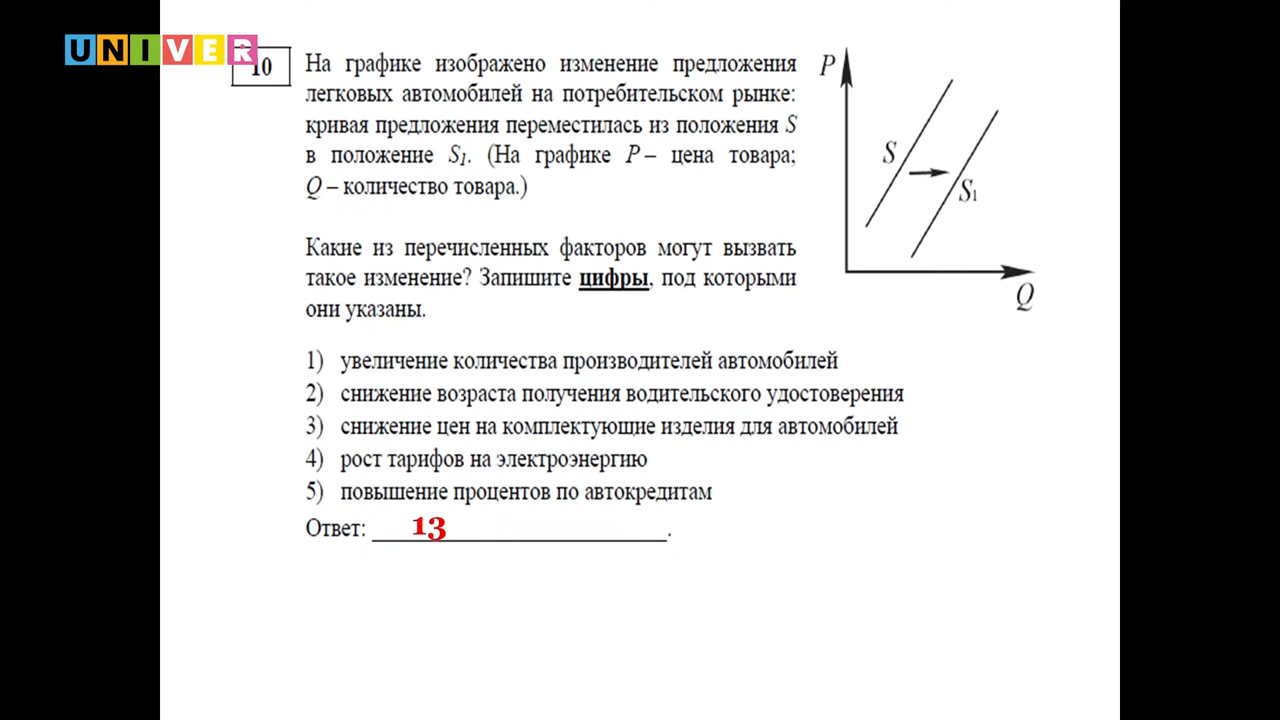 UNIVER
10
На графике изображено изменение предложения
легковых автомобилей на потребительском рынке:
кривая предложения переместилась из положения S
в положение S₁. (На графике P – цена товара;
Q – количество товара.)
P
S
S₁
Q
Какие из перечисленных факторов могут вызвать
такое изменение? Запишите цифры, под которыми
они указаны.
1) увеличение количества производителей автомобилей
2) снижение возраста получения водительского удостоверения
3) снижение цен на комплектующие изделия для автомобилей
4) рост тарифов на электроэнергию
5) повышение процентов по автокредитам
Ответ: 13.